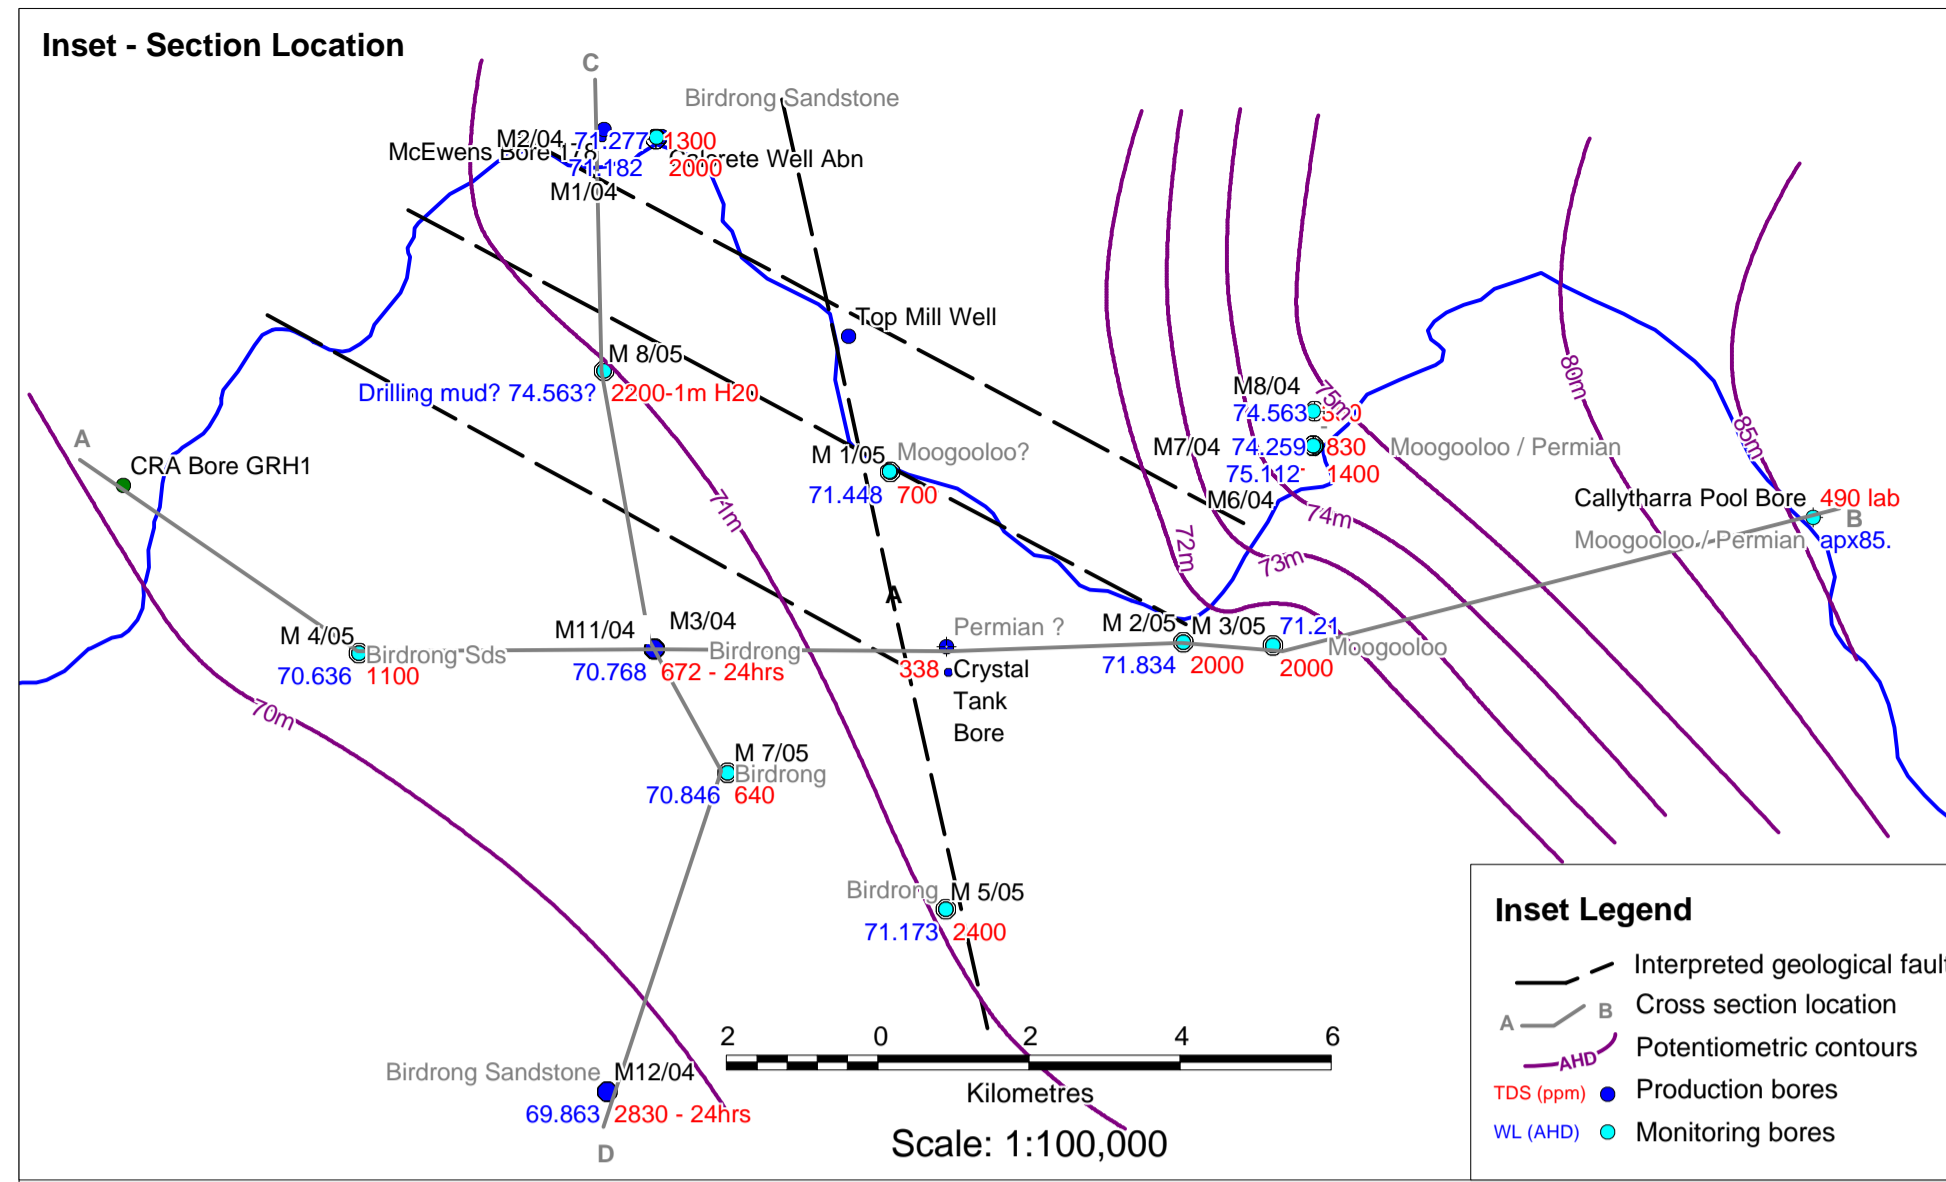 Inset - Section Location
C
Birdrong Sandstone
M2/04
71.277
1300
McEwens Bore 178
Calcrete Well Abn
71.182
2000
M1/04
Top Mill Well
M 8/05
Drilling mud? 74.563?
2200-1m H20
M8/04
75m
80m
74.563
85m
A
CRA Bore GRH1
M 1/05
Moogooloo?
71.448
700
M7/04
74.259
830
Moogooloo / Permian
75.112
1400
M6/04
74m
71m
72m
73m
Callytharra Pool Bore
490 lab
B
Moogooloo / Permian
apx85.
A
M 4/05
Birdrong Sds
70.636
1100
M11/04
M3/04
Birdrong
70.768
672 - 24hrs
Permian ?
338
Crystal
Tank
Bore
M 2/05
M 3/05
71.21
Moogooloo
71.834
2000
2000
70m
M 7/05
Birdrong
70.846
640
Birdrong
M 5/05
71.173
2400
Birdrong Sandstone
M12/04
69.863
2830 - 24hrs
D
2 0 2 4 6
Kilometres
Scale: 1:100,000
Inset Legend
Interpreted geological fault
A B Cross section location
AHD Potentiometric contours
TDS (ppm) Production bores
WL (AHD) Monitoring bores